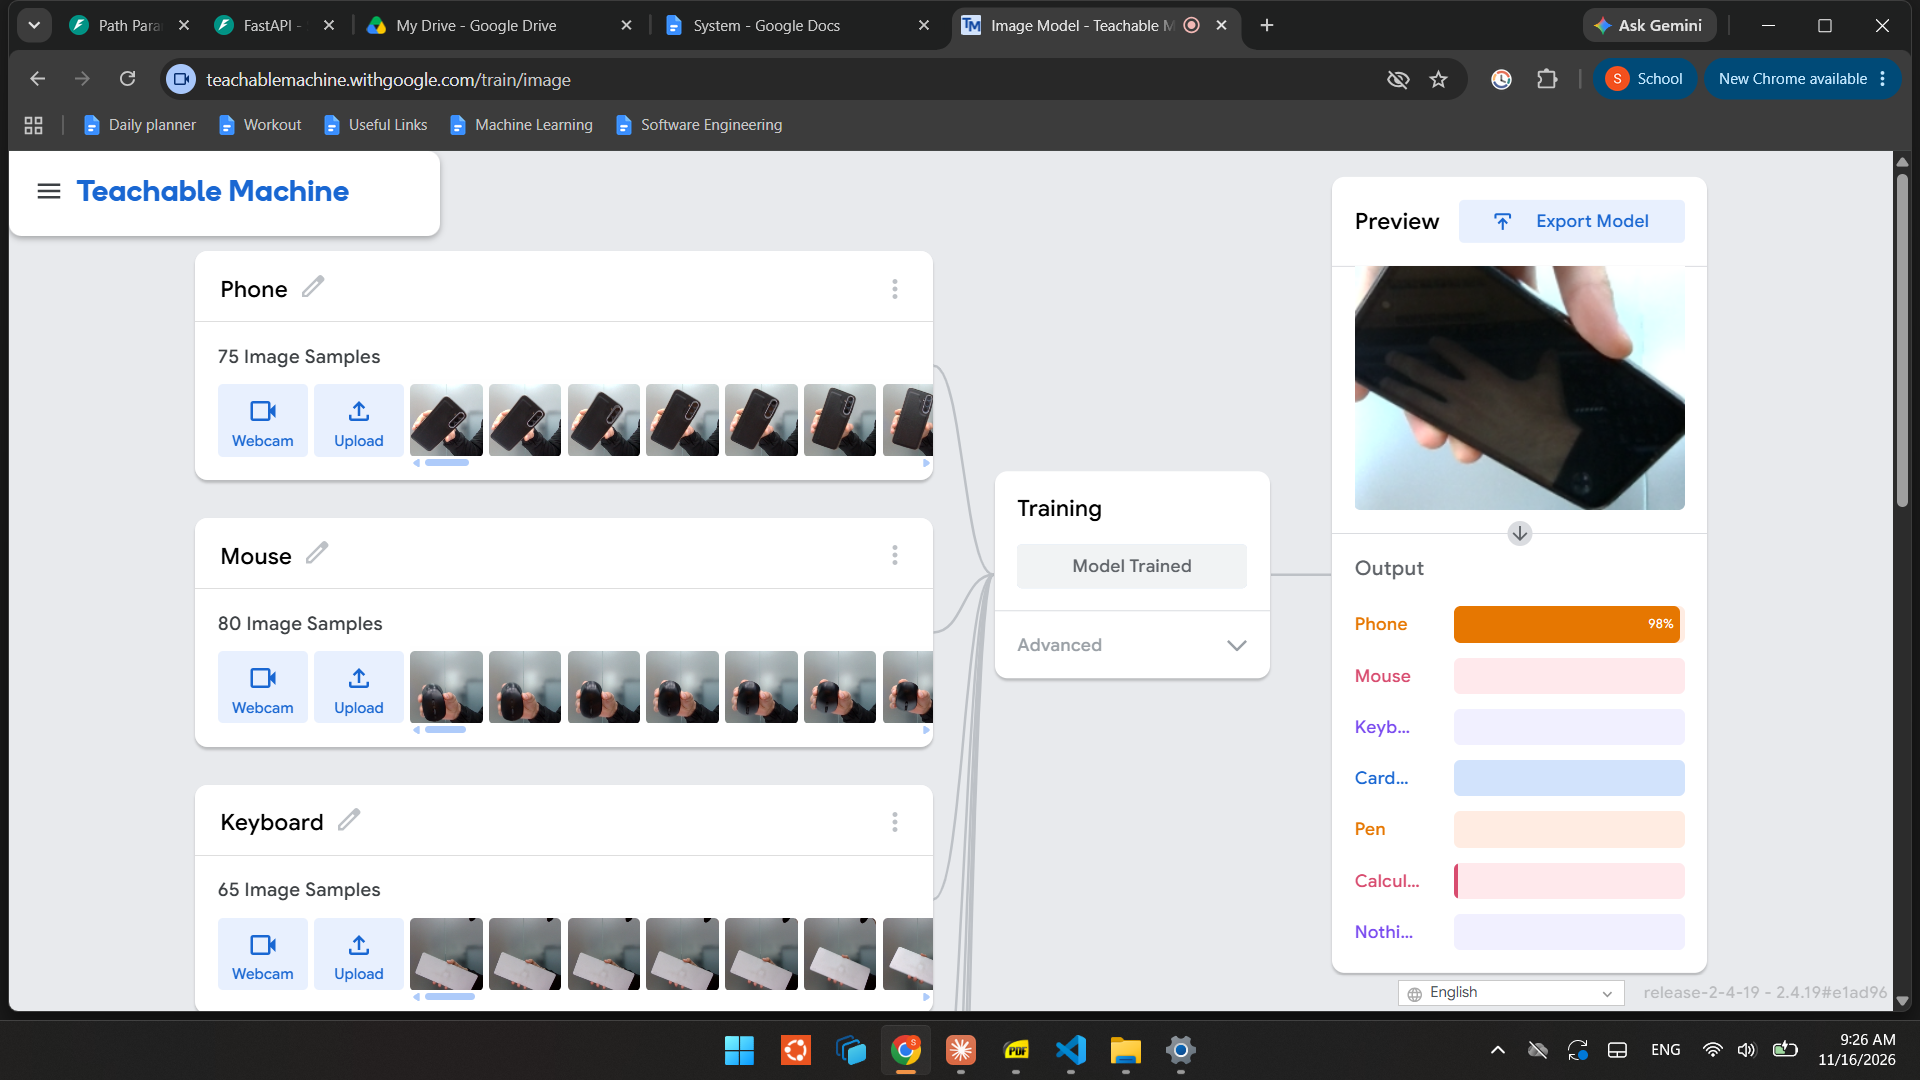 Path Para
FastAPI -
My Drive - Google Drive
System - Google Docs
TM Image Model - Teachable M
Ask Gemini
teachablemachine.withgoogle.com/train/image
S School
New Chrome available
Daily planner
Workout
Useful Links
Machine Learning
Software Engineering
Teachable Machine
Phone
75 Image Samples
Webcam
Upload
Mouse
80 Image Samples
Webcam
Upload
Keyboard
65 Image Samples
Webcam
Upload
Training
Model Trained
Advanced
Preview
Export Model
Output
Phone 98%
Mouse
Keyb...
Card...
Pen
Calcul...
Nothi...
English
release-2-4-19 - 2.4.19#e1ad96
S
PDF
ENG
9:26 AM
11/16/2026